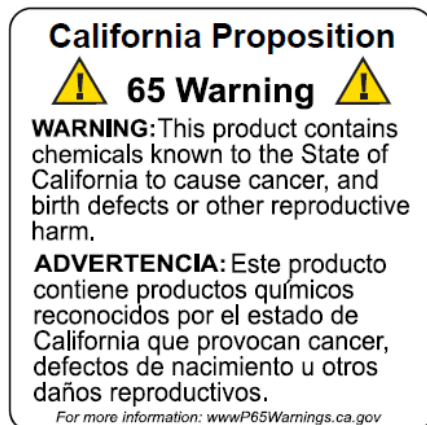 California Proposition
65 Warning
WARNING: This product contains
chemicals known to the State of
California to cause cancer, and
birth defects or other reproductive
harm.
ADVERTENCIA: Este producto
contiene productos químicos
reconocidos por el estado de
California que provocan cancer,
defectos de nacimiento u otros
daños reproductivos.
For more information: wwwP65Warnings.ca.gov